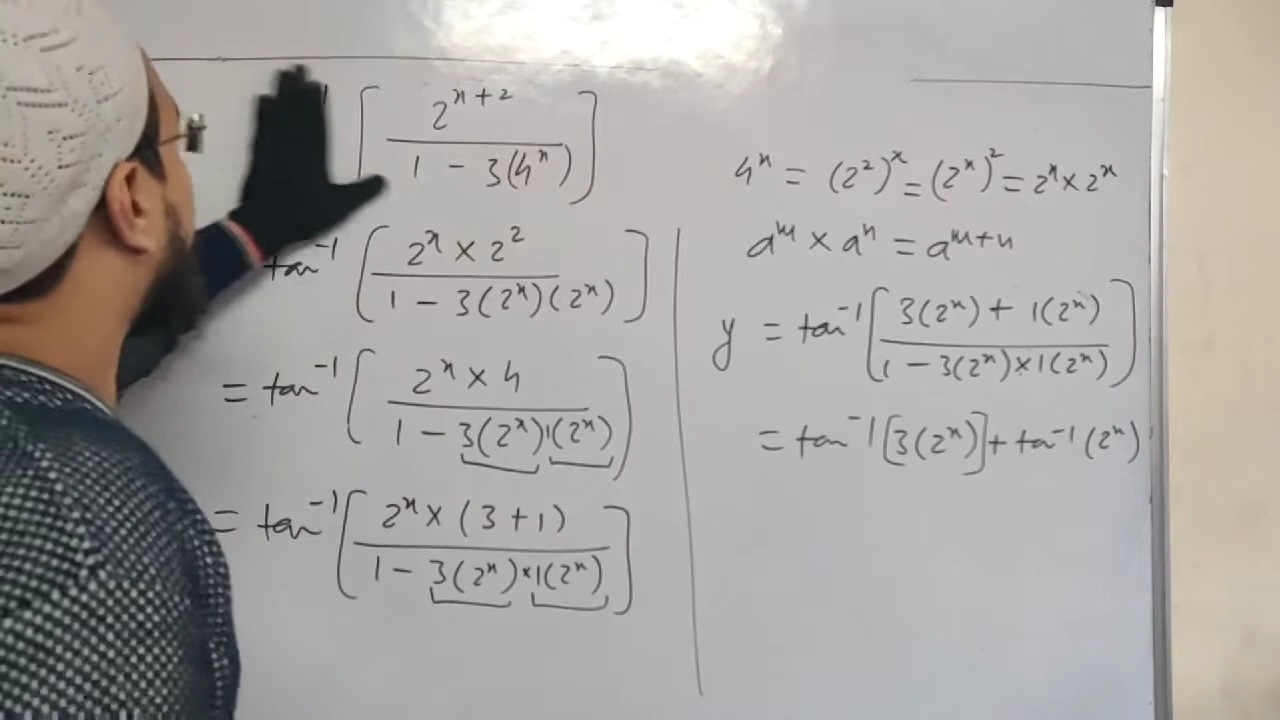 [ 2^{x+2} / 1 - 3(4^x) ]
tan^{-1} ( 2^x × 2^2 / 1 - 3(2^x)(2^x) )
= tan^{-1} ( 2^x × 4 / 1 - 3(2^x) 1(2^x) )
= tan^{-1} [ 2^x × (3 + 1) / 1 - 3(2^x) × 1(2^x) ]
4^x = (2^2)^x = (2^x)^2 = 2^x × 2^x
a^m × a^n = a^{m+n}
y = tan^{-1} [ 3(2^x) + 1(2^x) / 1 - 3(2^x) × 1(2^x) ]
= tan^{-1} [3(2^x)] + tan^{-1} (2^x)